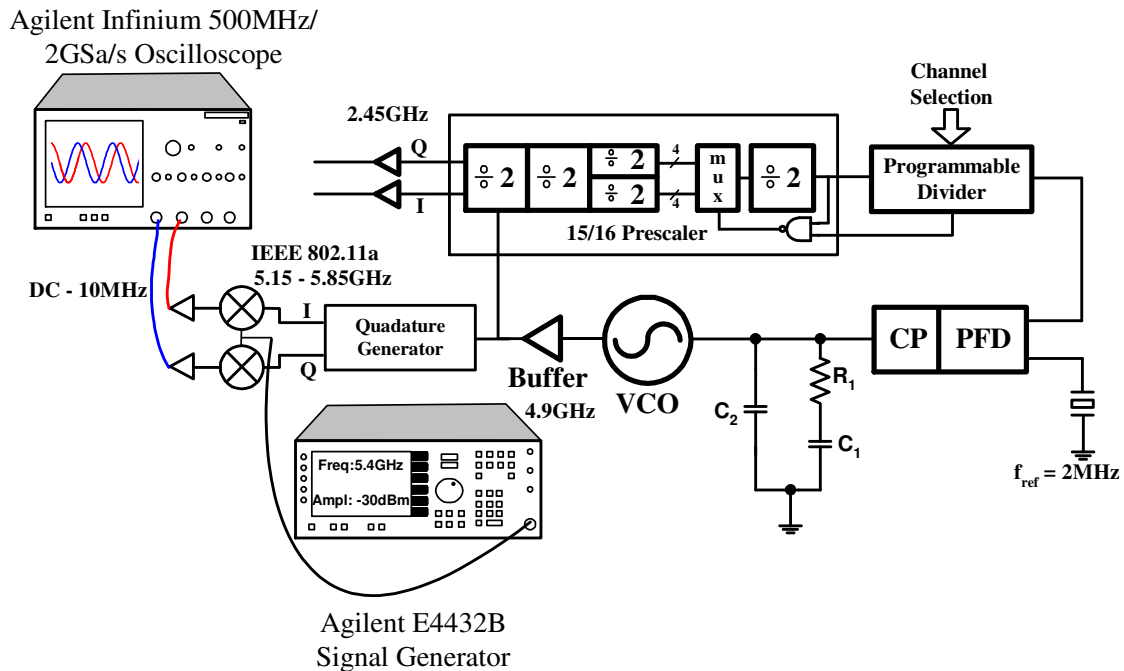 Agilent Infinium 500MHz/
2GSa/s Oscilloscope
Channel
Selection
2.45GHz
Q
I
÷ 2
÷ 2
÷ 2
÷ 2
4
4
mux
÷ 2
15/16 Prescaler
Programmable
Divider
IEEE 802.11a
5.15 - 5.85GHz
DC - 10MHz
I
Q
Quadature
Generator
Buffer
4.9GHz
VCO
CP
PFD
R1
C2
C1
fref = 2MHz
Freq:5.4GHz
Ampl: -30dBm
Agilent E4432B
Signal Generator